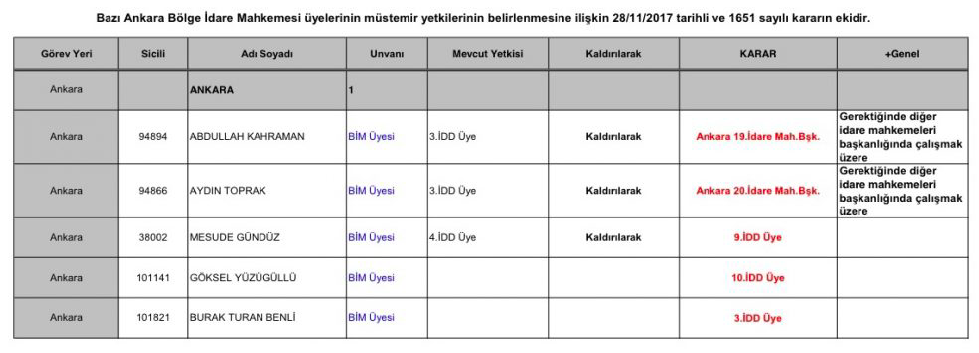 Bazı Ankara Bölge İdare Mahkemesi üyelerinin müstemir yetkilerinin belirlenmesine ilişkin 28/11/2017 tarihli ve 1651 sayılı kararın ekidir.
Görev Yeri Sicili Adı Soyadı Unvanı Mevcut Yetkisi Kaldırılarak KARAR +Genel
Ankara ANKARA 1
Ankara 94894 ABDULLAH KAHRAMAN BİM Üyesi 3.İDD Üye Kaldırılarak Ankara 19.İdare Mah.Bşk.
Gerektiğinde diğer
idare mahkemeleri
başkanlığında çalışmak
üzere
Ankara 94866 AYDIN TOPRAK BİM Üyesi 3.İDD Üye Kaldırılarak Ankara 20.İdare Mah.Bşk.
Gerektiğinde diğer
idare mahkemeleri
başkanlığında çalışmak
üzere
Ankara 38002 MESUDE GÜNDÜZ BİM Üyesi 4.İDD Üye Kaldırılarak 9.İDD Üye
Ankara 101141 GÖKSEL YÜZÜGÜLLÜ BİM Üyesi 10.İDD Üye
Ankara 101821 BURAK TURAN BENLİ BİM Üyesi 3.İDD Üye